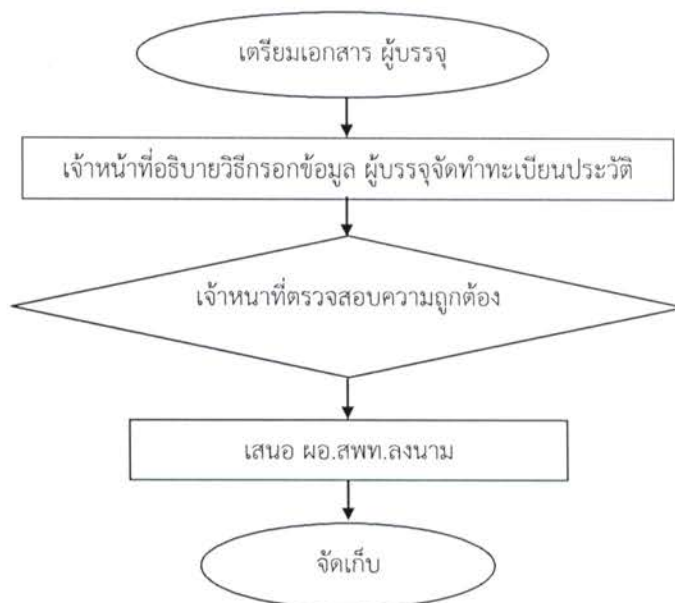 เตรียมเอกสาร ผู้บรรจุ
เจ้าหน้าที่อธิบายวิธีกรอกข้อมูล ผู้บรรจุจัดทำทะเบียนประวัติ
เจ้าหนาที่ตรวจสอบความถูกต้อง
เสนอ ผอ.สพท.ลงนาม
จัดเก็บ